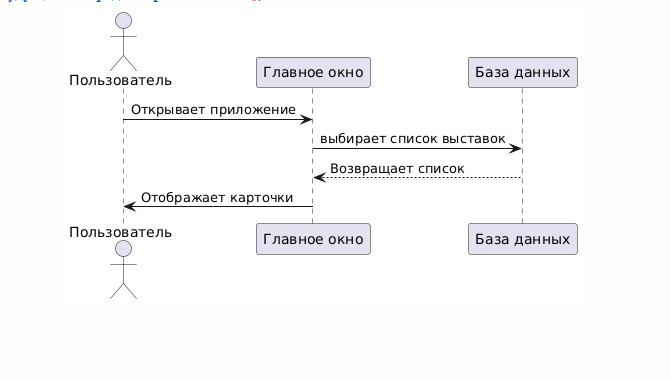 Пользователь
Главное окно
База данных
Открывает приложение
выбирает список выставок
Возвращает список
Отображает карточки
Пользователь
Главное окно
База данных